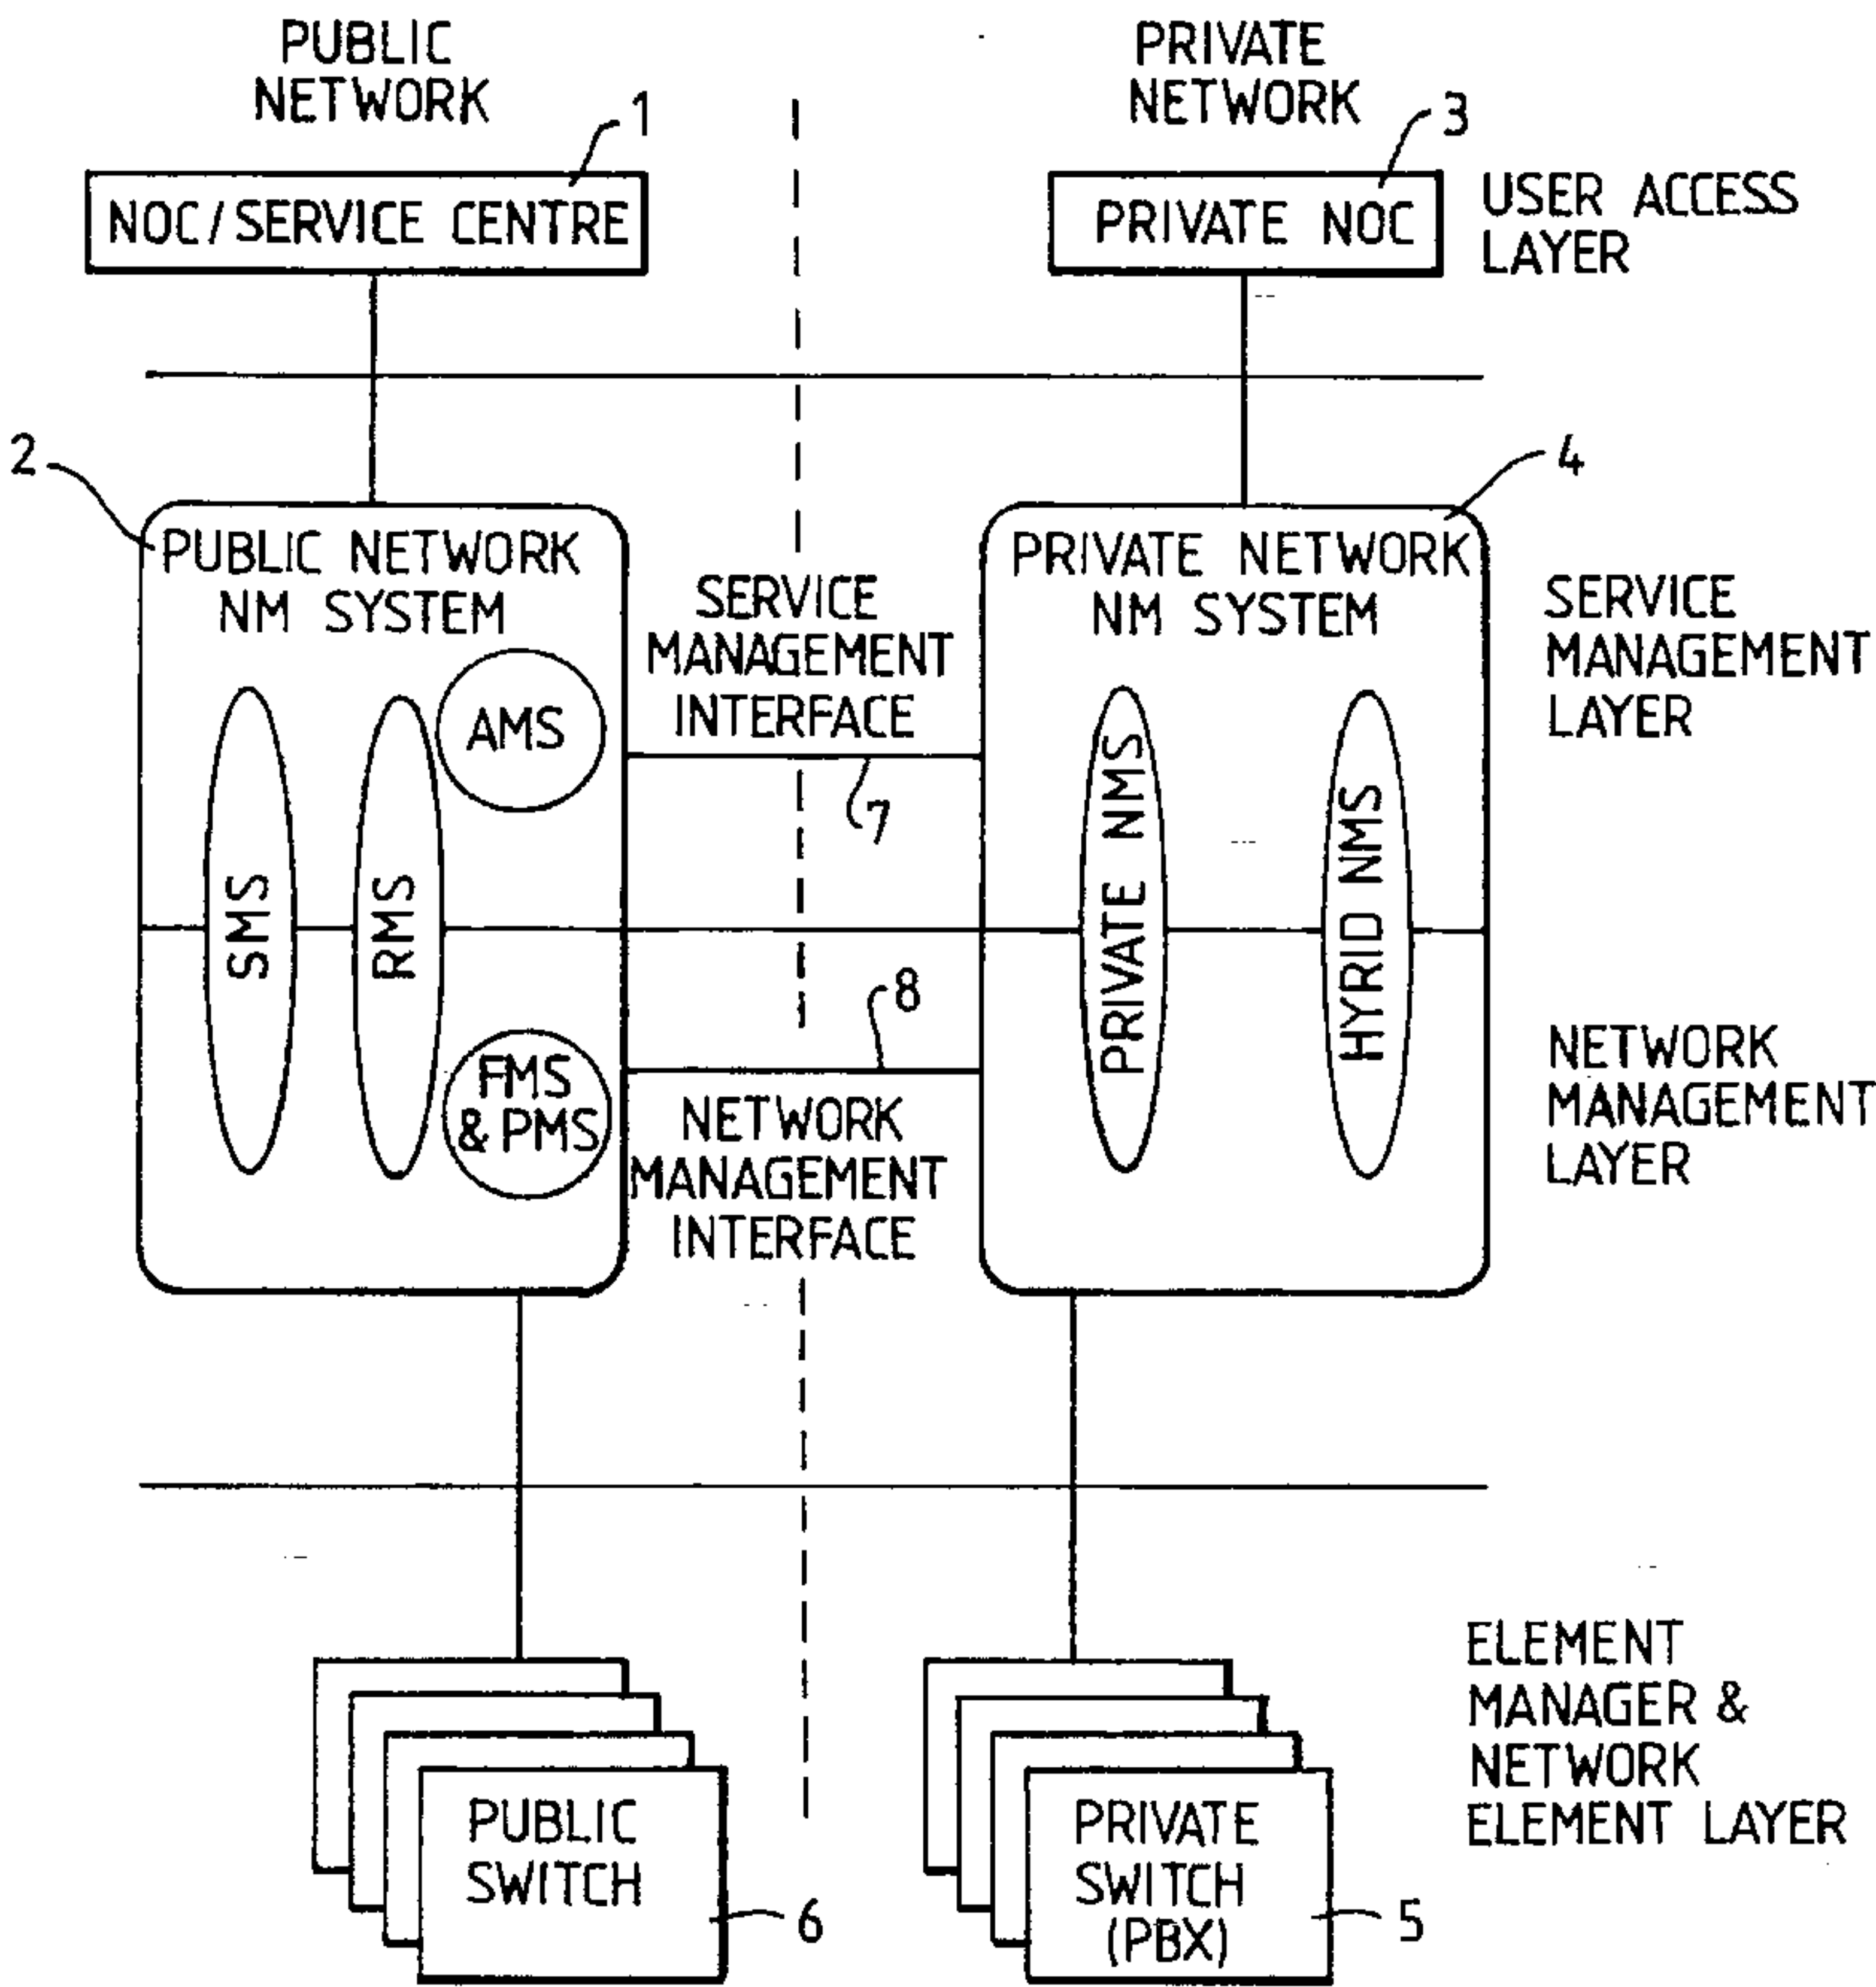 PUBLIC
NETWORK
PRIVATE
NETWORK
1
3
NOC/SERVICE CENTRE
PRIVATE NOC
USER ACCESS
LAYER
2
4
PUBLIC NETWORK
NM SYSTEM
SERVICE
MANAGEMENT
INTERFACE
PRIVATE NETWORK
NM SYSTEM
SERVICE
MANAGEMENT
LAYER
AMS
7
SMS
RMS
PRIVATE NMS
HYRID NMS
8
FMS
& PMS
NETWORK
MANAGEMENT
INTERFACE
NETWORK
MANAGEMENT
LAYER
PUBLIC
SWITCH
6
PRIVATE
SWITCH
(PBX)
5
ELEMENT
MANAGER &
NETWORK
ELEMENT LAYER